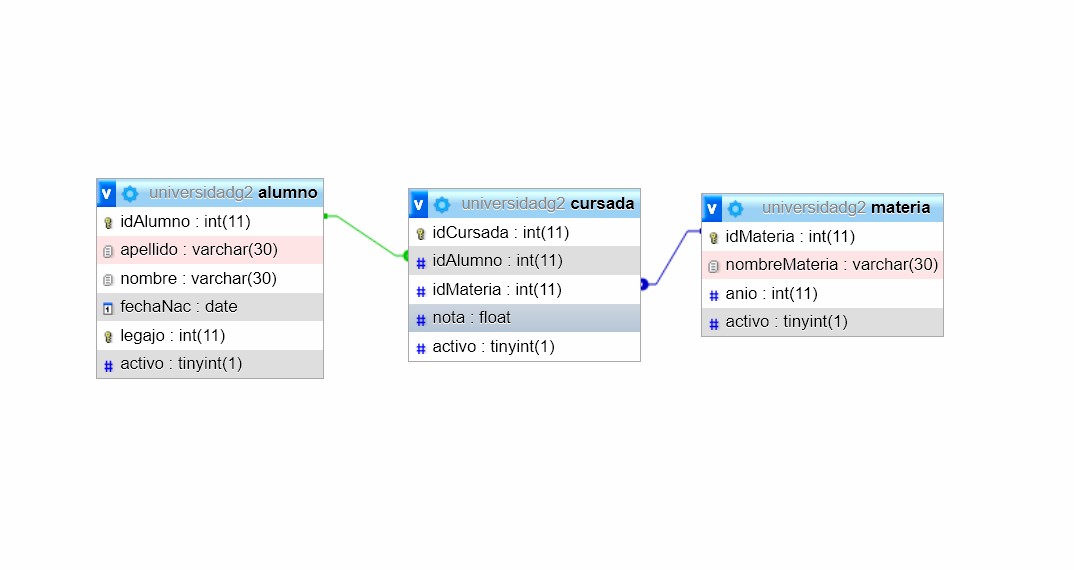 v universidadg2 alumno
idAlumno : int(11)
apellido : varchar(30)
nombre : varchar(30)
fechaNac : date
legajo : int(11)
# activo : tinyint(1)
v universidadg2 cursada
idCursada : int(11)
# idAlumno : int(11)
# idMateria : int(11)
# nota : float
# activo : tinyint(1)
v universidadg2 materia
idMateria : int(11)
nombreMateria : varchar(30)
# anio : int(11)
# activo : tinyint(1)